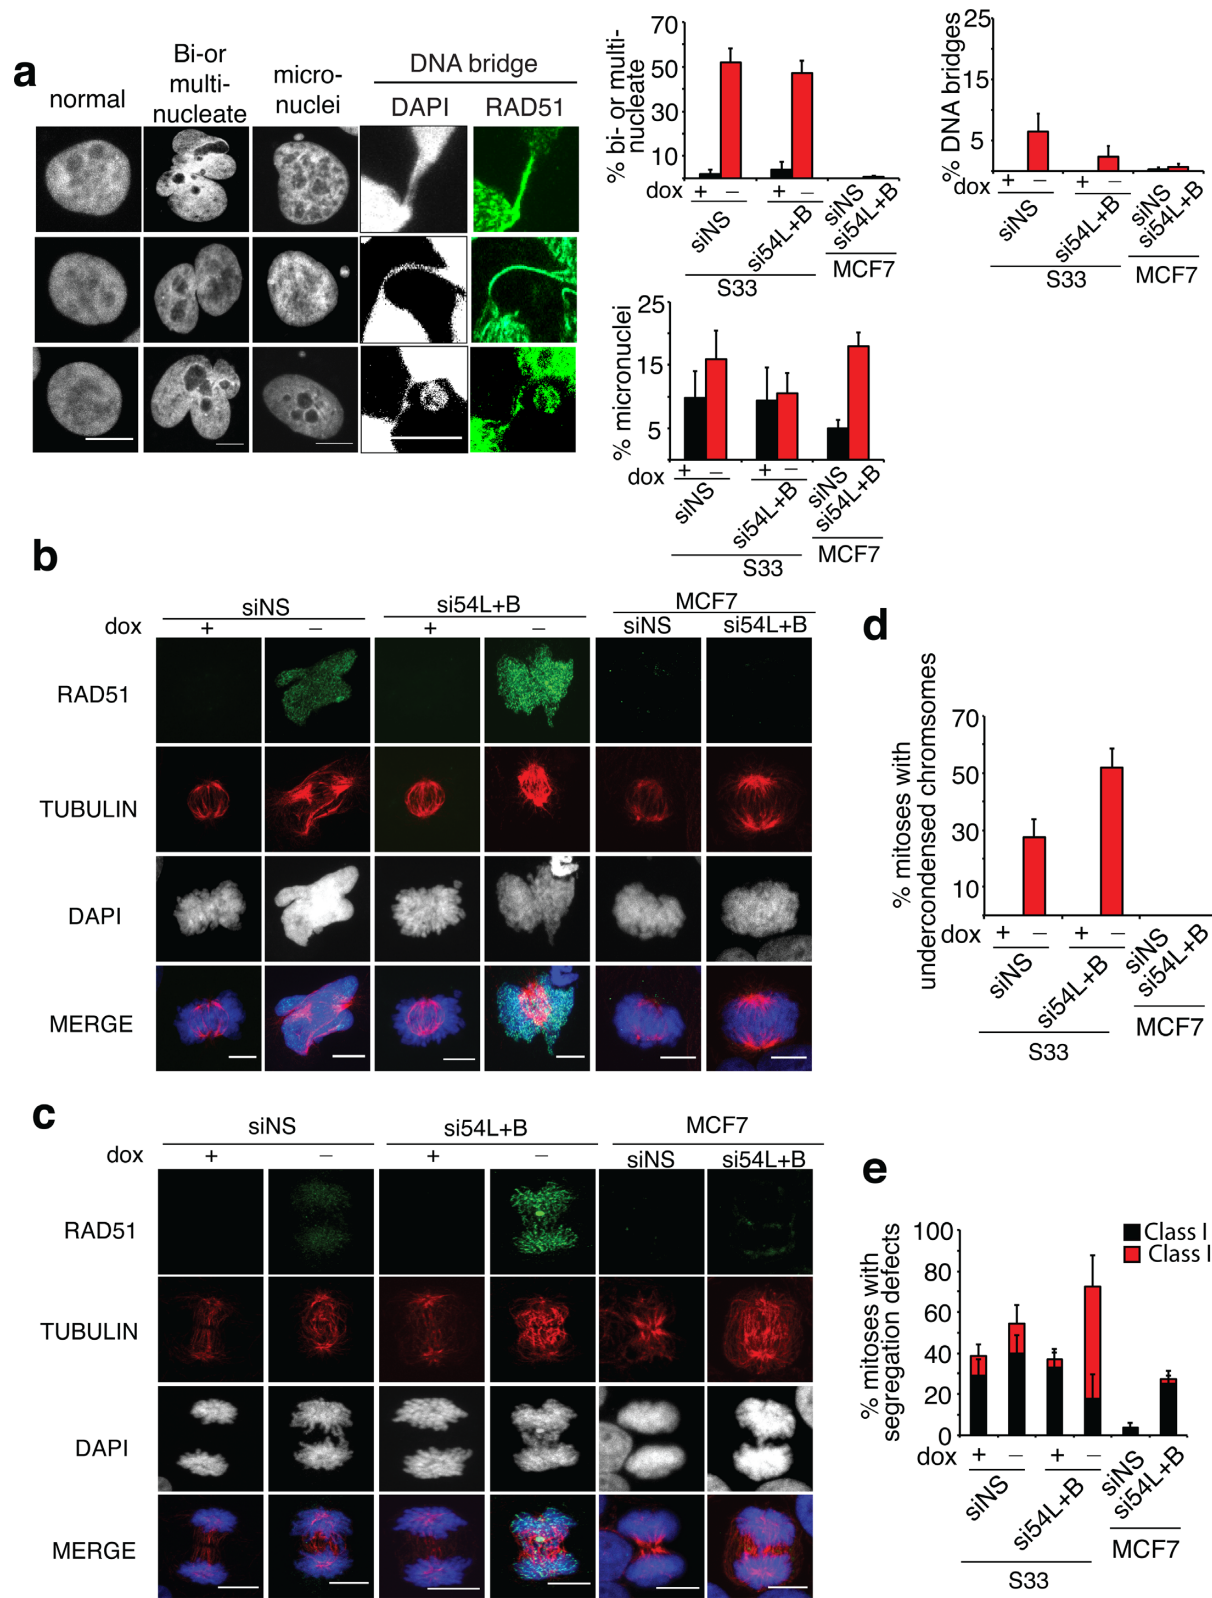 a
normal
Bi-or
multi-
nucleate
micro-
nuclei
DNA bridge
DAPI RAD51
% bi- or multi-
nucleate
70
50
30
10
dox + – + –
siNS si54L+B siNS si54L+B
S33 MCF7
% DNA bridges
25
15
5
dox + – + –
siNS si54L+B siNS si54L+B
S33 MCF7
% micronuclei
25
15
5
dox + – + –
siNS si54L+B siNS si54L+B
S33 MCF7
b
siNS si54L+B MCF7
dox + – + – siNS si54L+B
RAD51
TUBULIN
DAPI
MERGE
c
siNS si54L+B MCF7
dox + – + – siNS si54L+B
RAD51
TUBULIN
DAPI
MERGE
d
% mitoses with
undercondensed chromsomes
70
50
30
10
dox + – + –
siNS si54L+B siNS si54L+B
S33 MCF7
e
% mitoses with
segregation defects
100
80
60
40
20
0
Class I
Class I
dox + – + –
siNS si54L+B siNS si54L+B
S33 MCF7